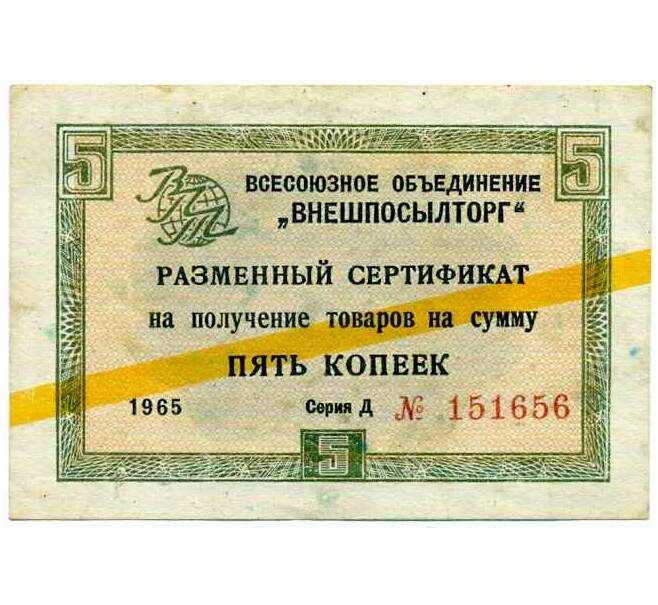 5 5
ВПТ
ВСЕСОЮЗНОЕ ОБЪЕДИНЕНИЕ
„ВНЕШПОСЫЛТОРГ“
РАЗМЕННЫЙ СЕРТИФИКАТ
на получение товаров на сумму
ПЯТЬ КОПЕЕК
1965 Серия Д № 151656
5